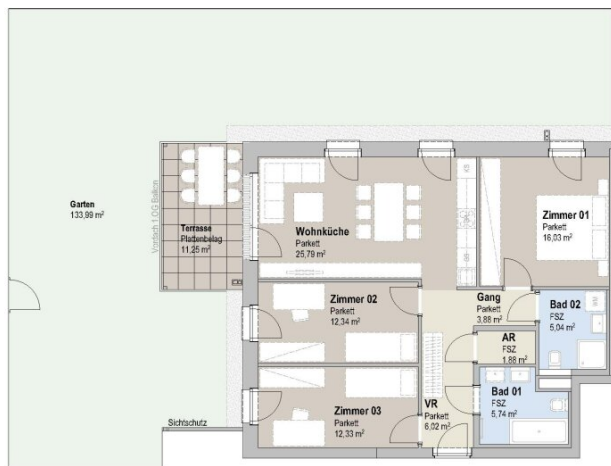 Garten
133,99 m²
Vordach 1.OG Balkon
Terrasse
Plattenbelag
11,25 m²
Wohnküche
Parkett
25,79 m²
Zimmer 01
Parkett
16,03 m²
Zimmer 02
Parkett
12,34 m²
Gang
Parkett
3,88 m²
Bad 02
FSZ
5,04 m²
AR
FSZ
1,88 m²
Zimmer 03
Parkett
12,33 m²
VR
Parkett
6,02 m²
Bad 01
FSZ
5,74 m²
Sichtschutz